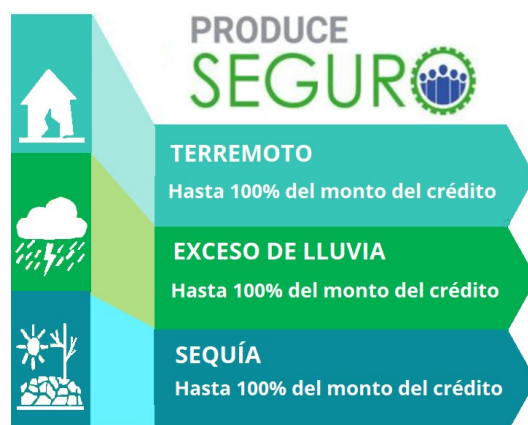 PRODUCE
SEGURO
TERREMOTO
Hasta 100% del monto del crédito
EXCESO DE LLUVIA
Hasta 100% del monto del crédito
SEQUÍA
Hasta 100% del monto del crédito